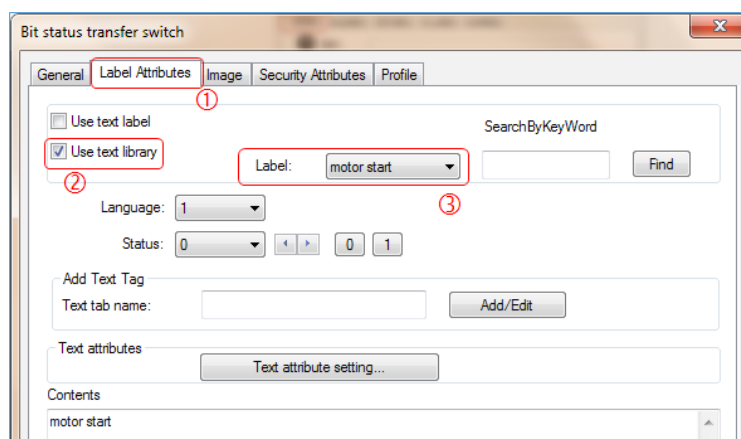 Bit status transfer switch
General Label Attributes Image Security Attributes Profile
①
Use text label
SearchByKeyWord
Use text library
Label: motor start Find
②
③
Language: 1
Status: 0 0 1
Add Text Tag
Text tab name: Add/Edit
Text attributes
Text attribute setting...
Contents
motor start